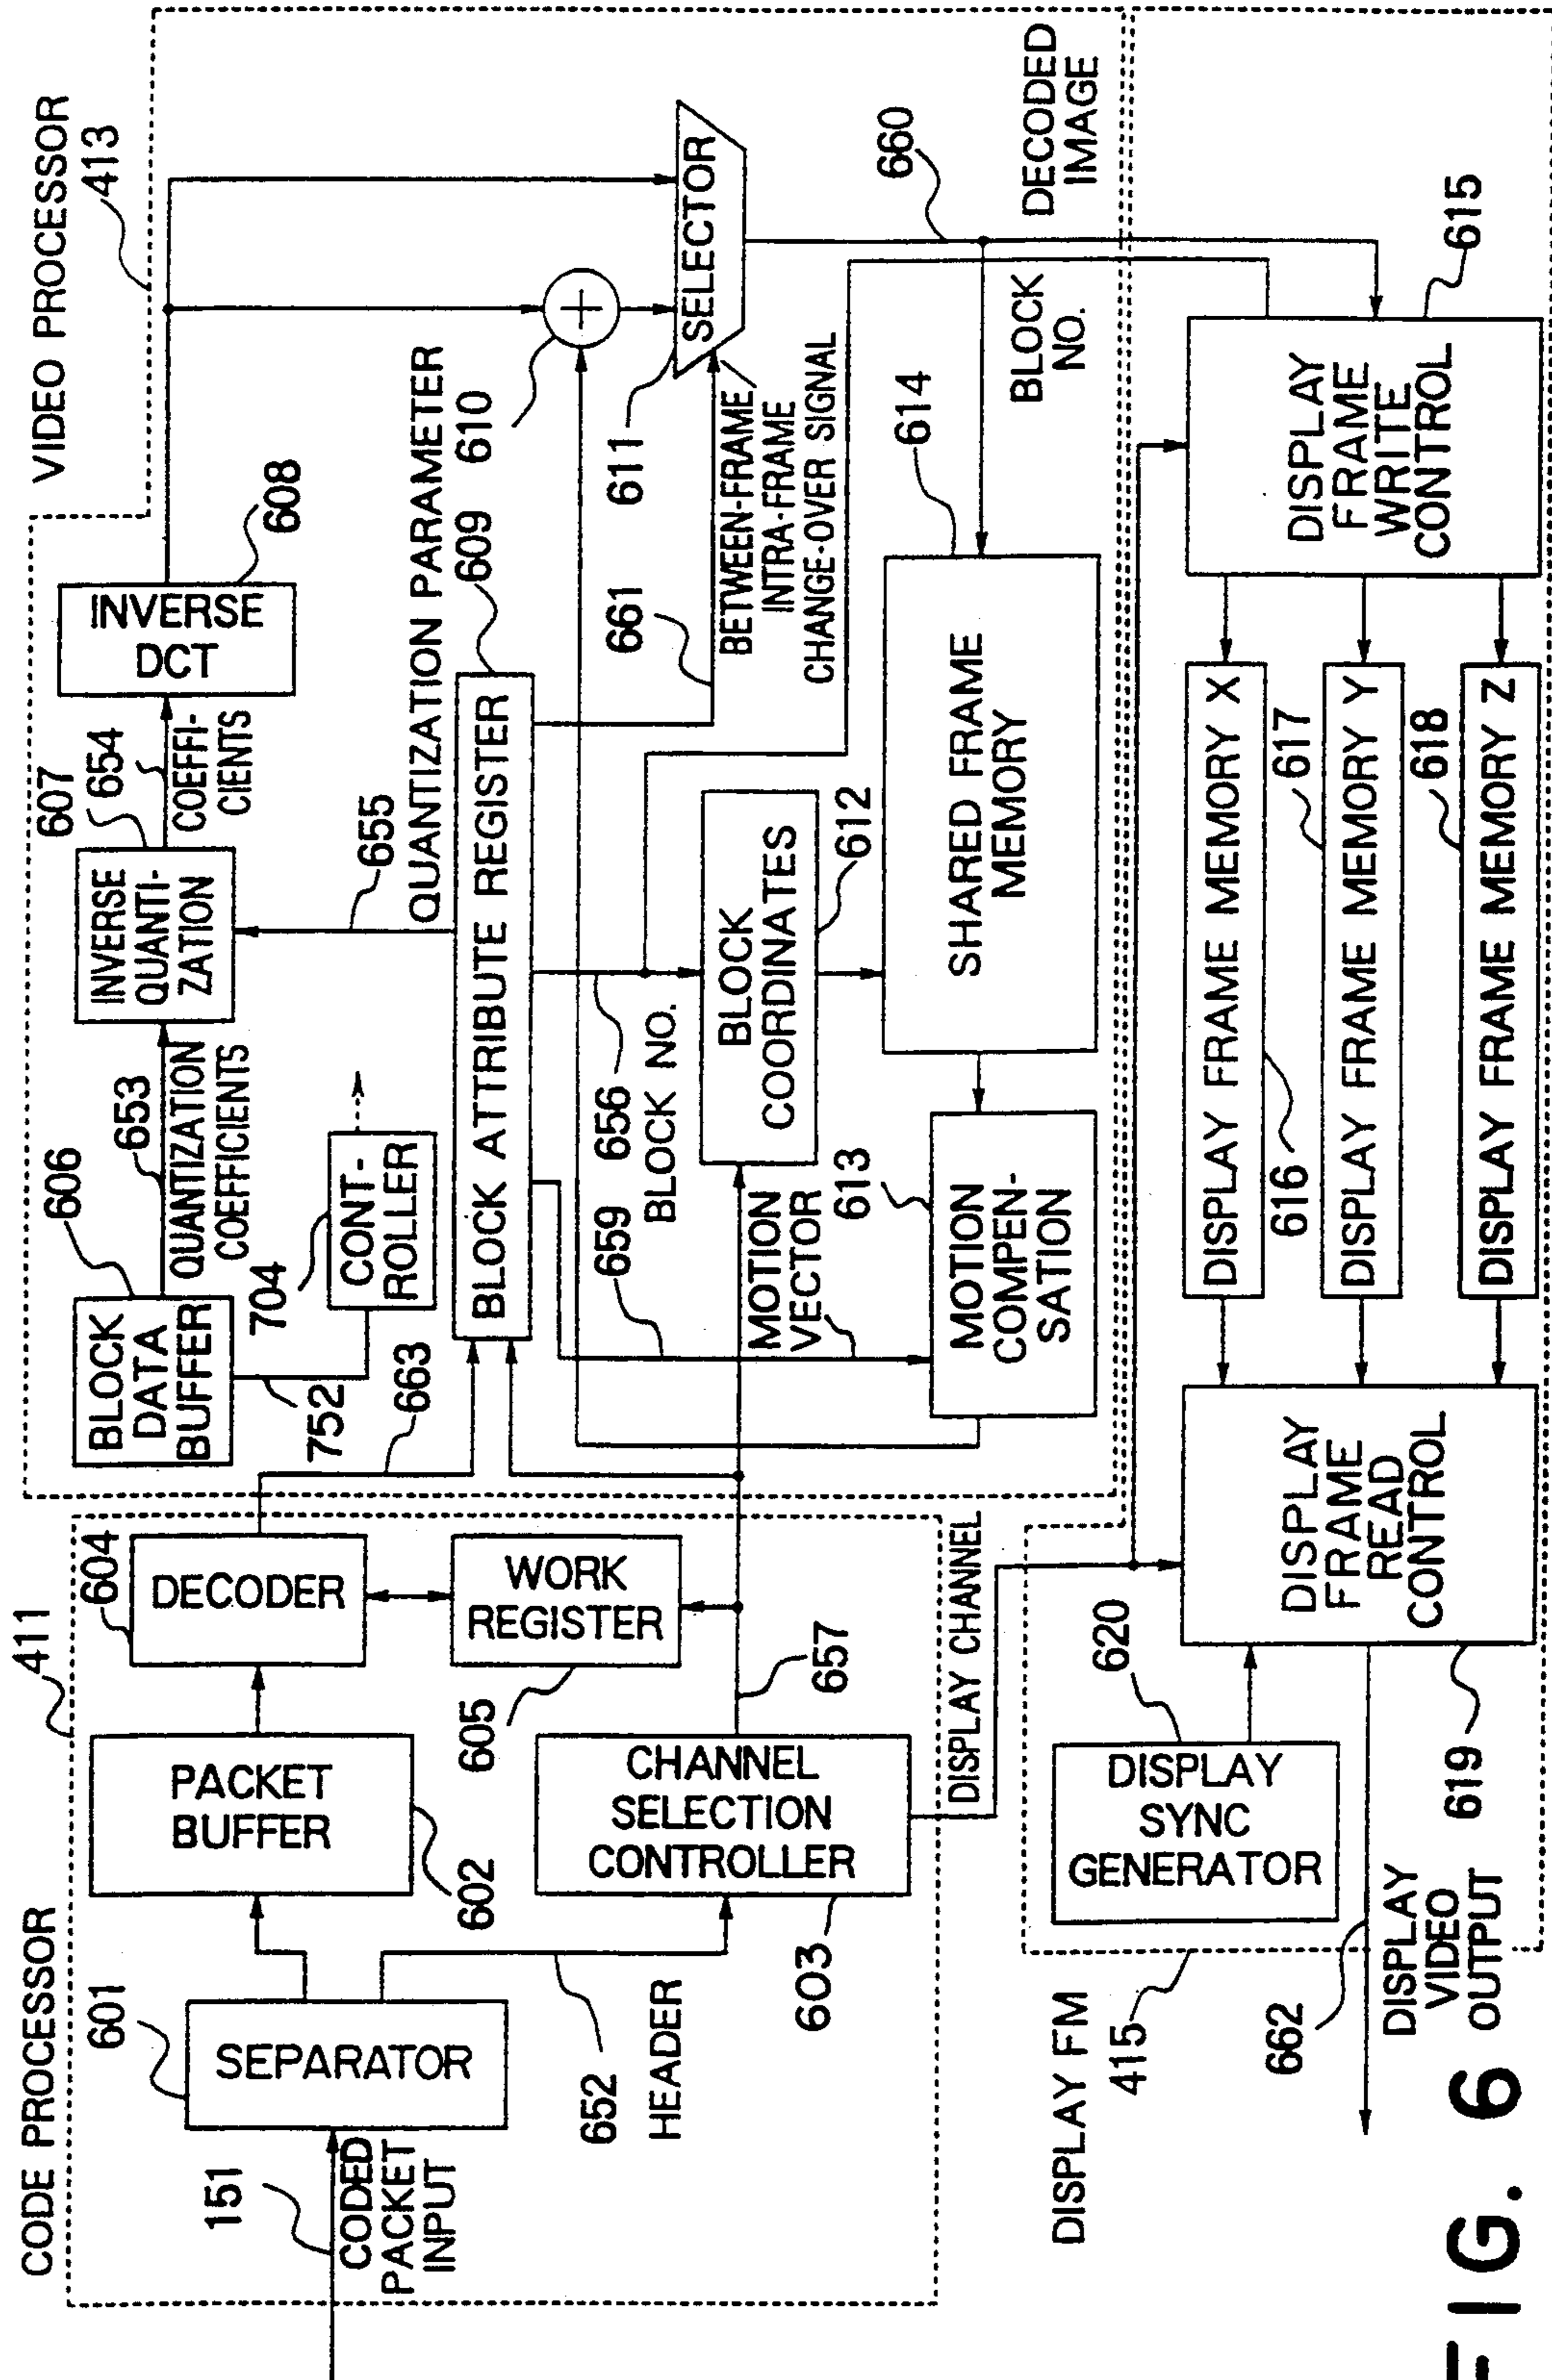 CODE PROCESSOR
411
151
CODED
PACKET
INPUT
601
SEPARATOR
652
HEADER
PACKET
BUFFER
602
CHANNEL
SELECTION
CONTROLLER
603
604
DECODER
WORK
REGISTER
605
657
DISPLAY CHANNEL
VIDEO PROCESSOR
413
606
BLOCK
DATA
BUFFER
653
QUANTIZATION
COEFFICIENTS
752
663
704
CONT-
ROLLER
607
INVERSE
QUANTI-
ZATION
654
COEFFI-
CIENTS
INVERSE
DCT
608
655
QUANTIZATION PARAMETER
BLOCK ATTRIBUTE REGISTER
609
610
+
611
SELECTOR
661
BETWEEN-FRAME
INTRA-FRAME
CHANGE-OVER SIGNAL
656
BLOCK NO.
659
MOTION
VECTOR
BLOCK
COORDINATES
612
613
MOTION
COMPEN-
SATION
SHARED FRAME
MEMORY
614
660
BLOCK
NO.
DECODED
IMAGE
DISPLAY FM
415
620
DISPLAY
SYNC
GENERATOR
662
DISPLAY
VIDEO
OUTPUT
619
DISPLAY
FRAME
READ
CONTROL
DISPLAY FRAME MEMORY X
616
DISPLAY FRAME MEMORY Y
617
DISPLAY FRAME MEMORY Z
618
DISPLAY
FRAME
WRITE
CONTROL
615
FIG. 6